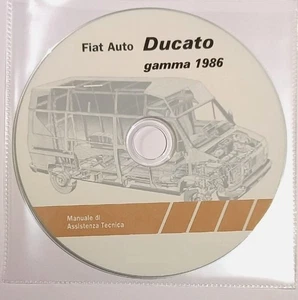 Fiat Auto Ducato
gamma 1986
Manuale di
Assistenza Tecnica